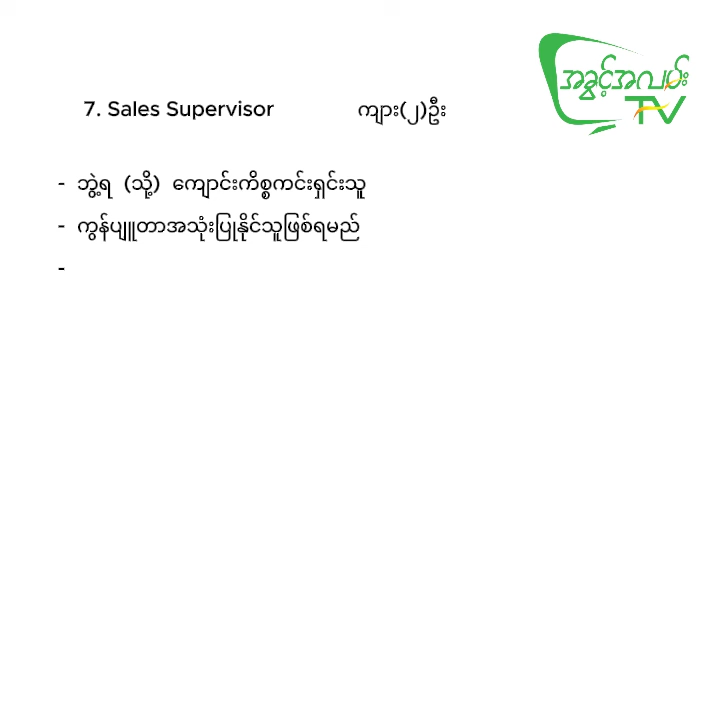 အခွင့်အလမ်း
TV
7. Sales Supervisor ကျား(၂)ဦး
- ဘွဲ့ရ (သို့) ကျောင်းကိစ္စကင်းရှင်းသူ
- ကွန်ပျူတာအသုံးပြုနိုင်သူဖြစ်ရမည်
-